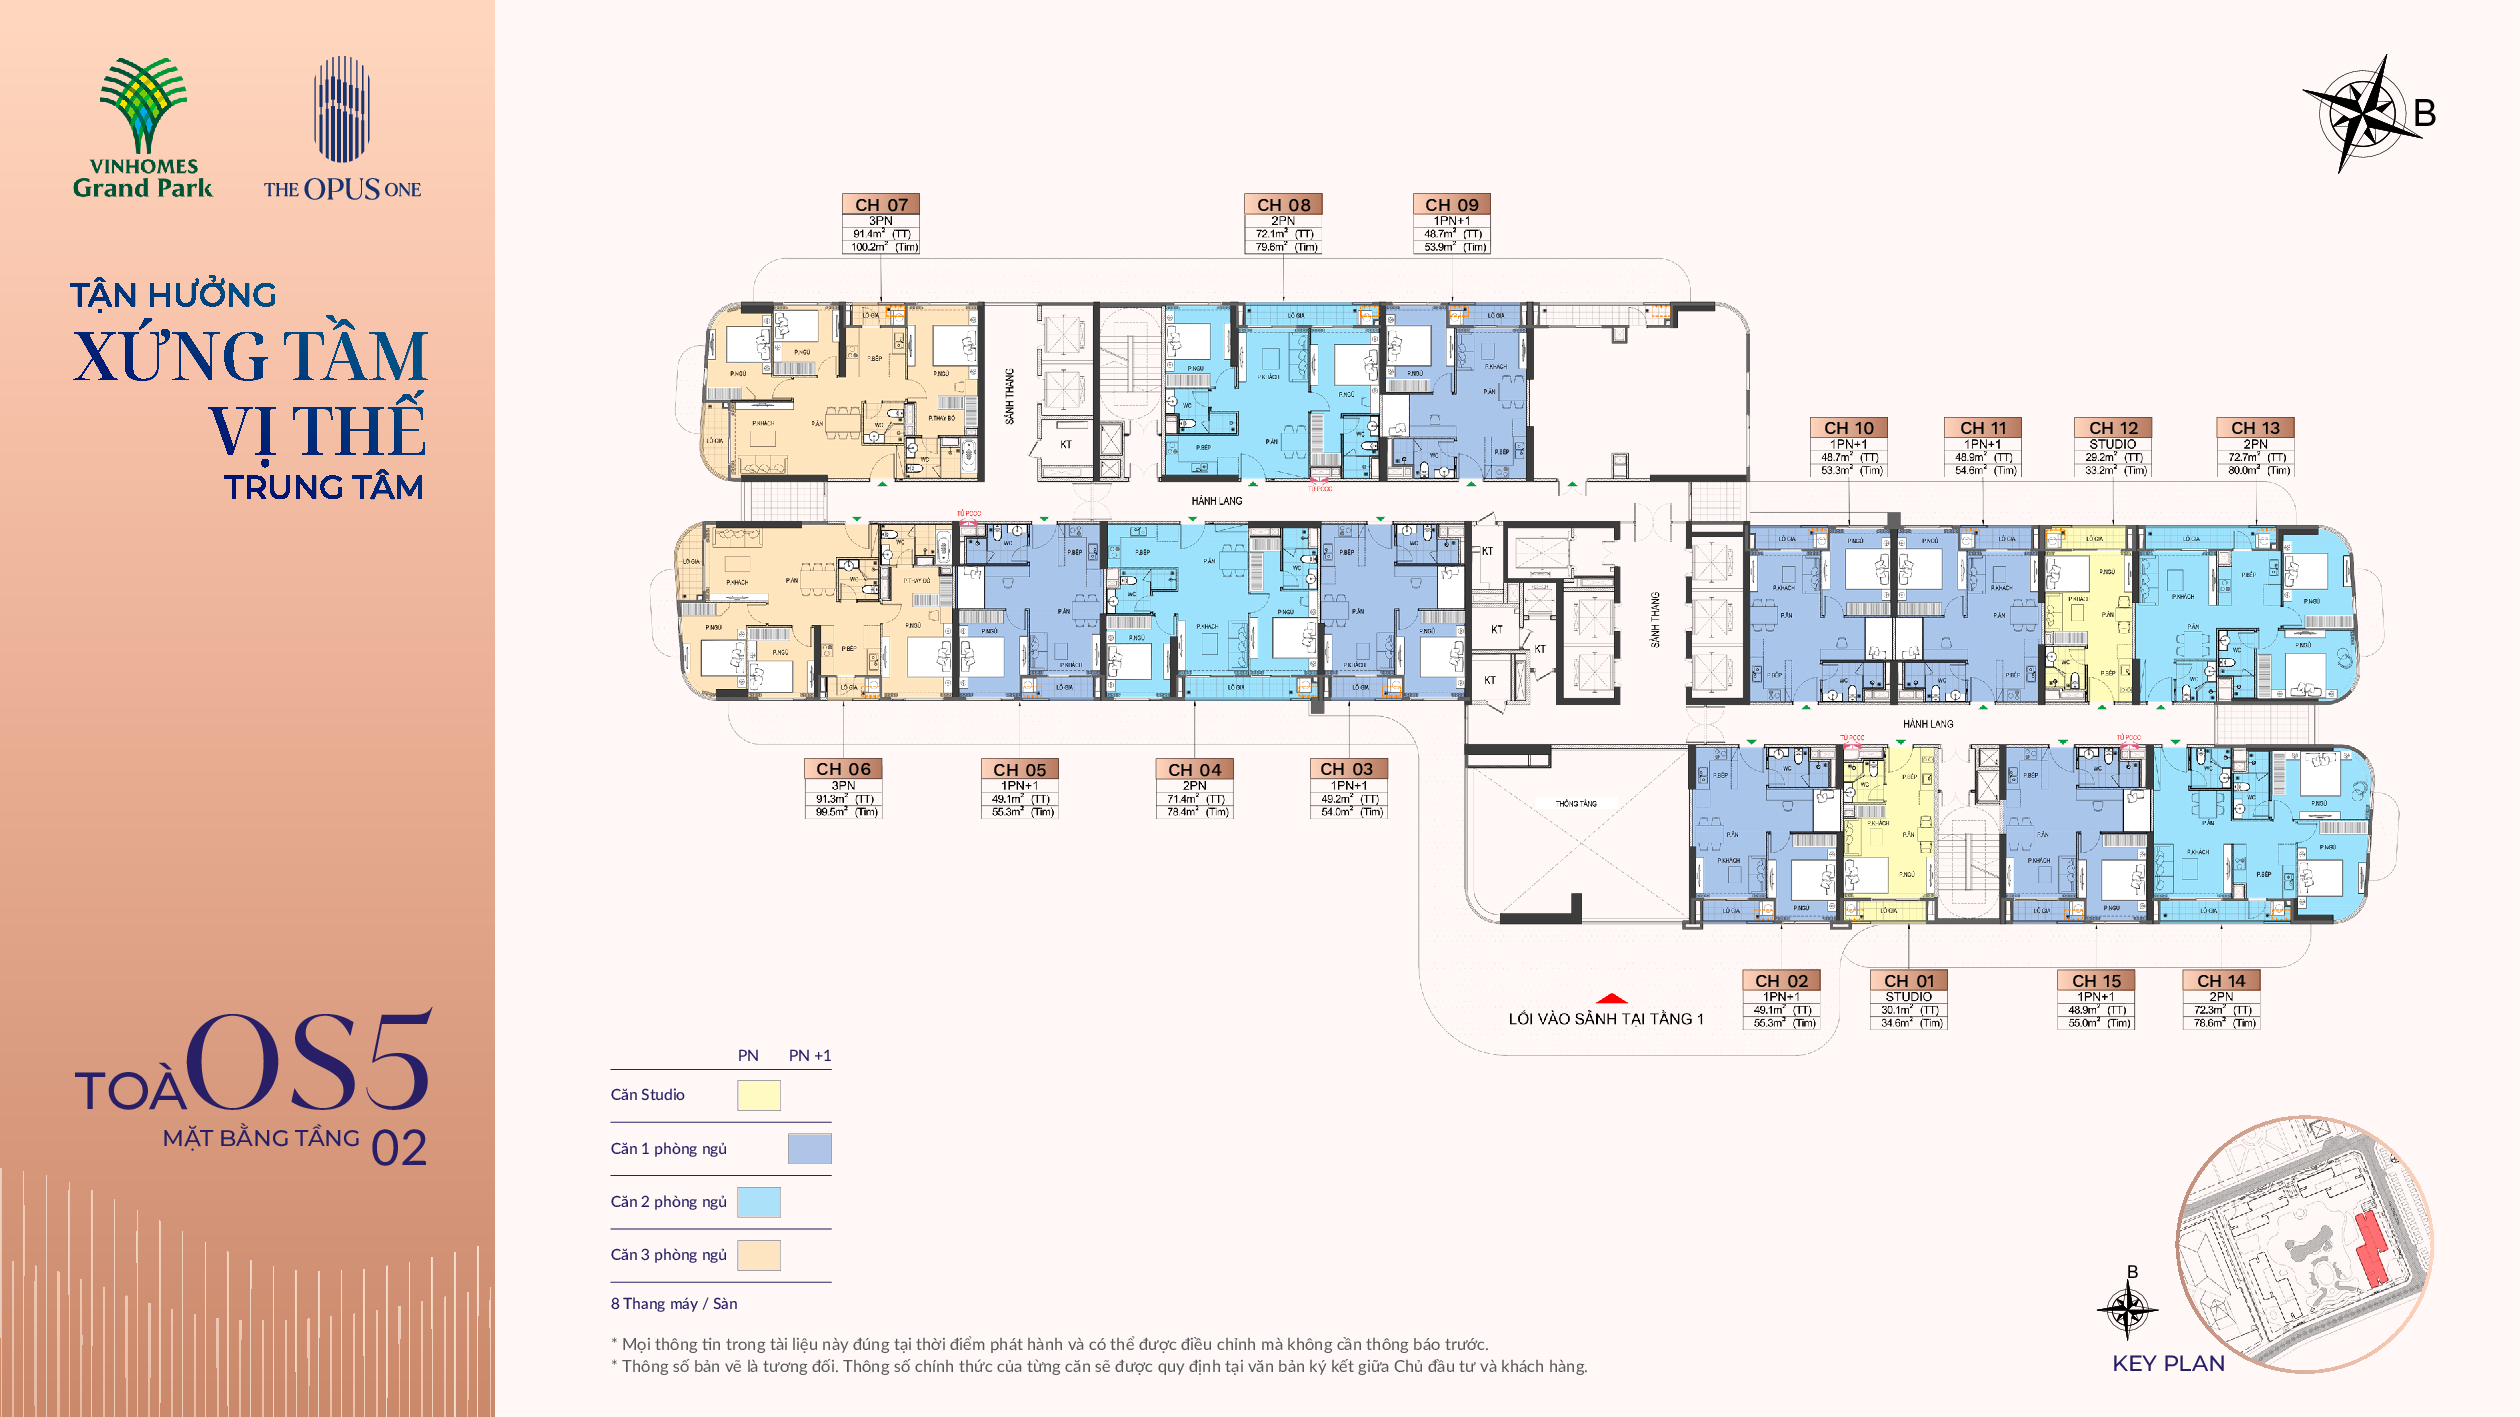 VINHOMES
Grand Park
THE OPUS ONE
TẬN HƯỞNG
XỨNG TẦM
VỊ THẾ
TRUNG TÂM
TOÀ OS5
MẶT BẰNG TẦNG 02
B
CH 07
3PN
91.4m² (TT)
100.2m² (Tim)
CH 08
2PN
72.1m² (TT)
79.6m² (Tim)
CH 09
1PN+1
48.7m² (TT)
53.9m² (Tim)
CH 10
1PN+1
48.7m² (TT)
53.3m² (Tim)
CH 11
1PN+1
48.9m² (TT)
54.6m² (Tim)
CH 12
STUDIO
29.2m² (TT)
33.2m² (Tim)
CH 13
2PN
72.7m² (TT)
80.0m² (Tim)
SẢNH THANG
KT
HÀNH LANG
TỦ PCCC
KT
KT
KT
KT
SẢNH THANG
HÀNH LANG
THÔNG TẦNG
CH 06
3PN
91.3m² (TT)
99.5m² (Tim)
CH 05
1PN+1
49.1m² (TT)
55.3m² (Tim)
CH 04
2PN
71.4m² (TT)
78.4m² (Tim)
CH 03
1PN+1
49.2m² (TT)
54.0m² (Tim)
CH 02
1PN+1
49.1m² (TT)
55.3m² (Tim)
CH 01
STUDIO
30.1m² (TT)
34.6m² (Tim)
CH 15
1PN+1
48.9m² (TT)
55.0m² (Tim)
CH 14
2PN
72.3m² (TT)
78.6m² (Tim)
LỐI VÀO SẢNH TẠI TẦNG 1
PN PN +1
Căn Studio
Căn 1 phòng ngủ
Căn 2 phòng ngủ
Căn 3 phòng ngủ
8 Thang máy / Sàn
* Mọi thông tin trong tài liệu này đúng tại thời điểm phát hành và có thể được điều chỉnh mà không cần thông báo trước.
* Thông số bản vẽ là tương đối. Thông số chính thức của từng căn sẽ được quy định tại văn bản ký kết giữa Chủ đầu tư và khách hàng.
B
KEY PLAN